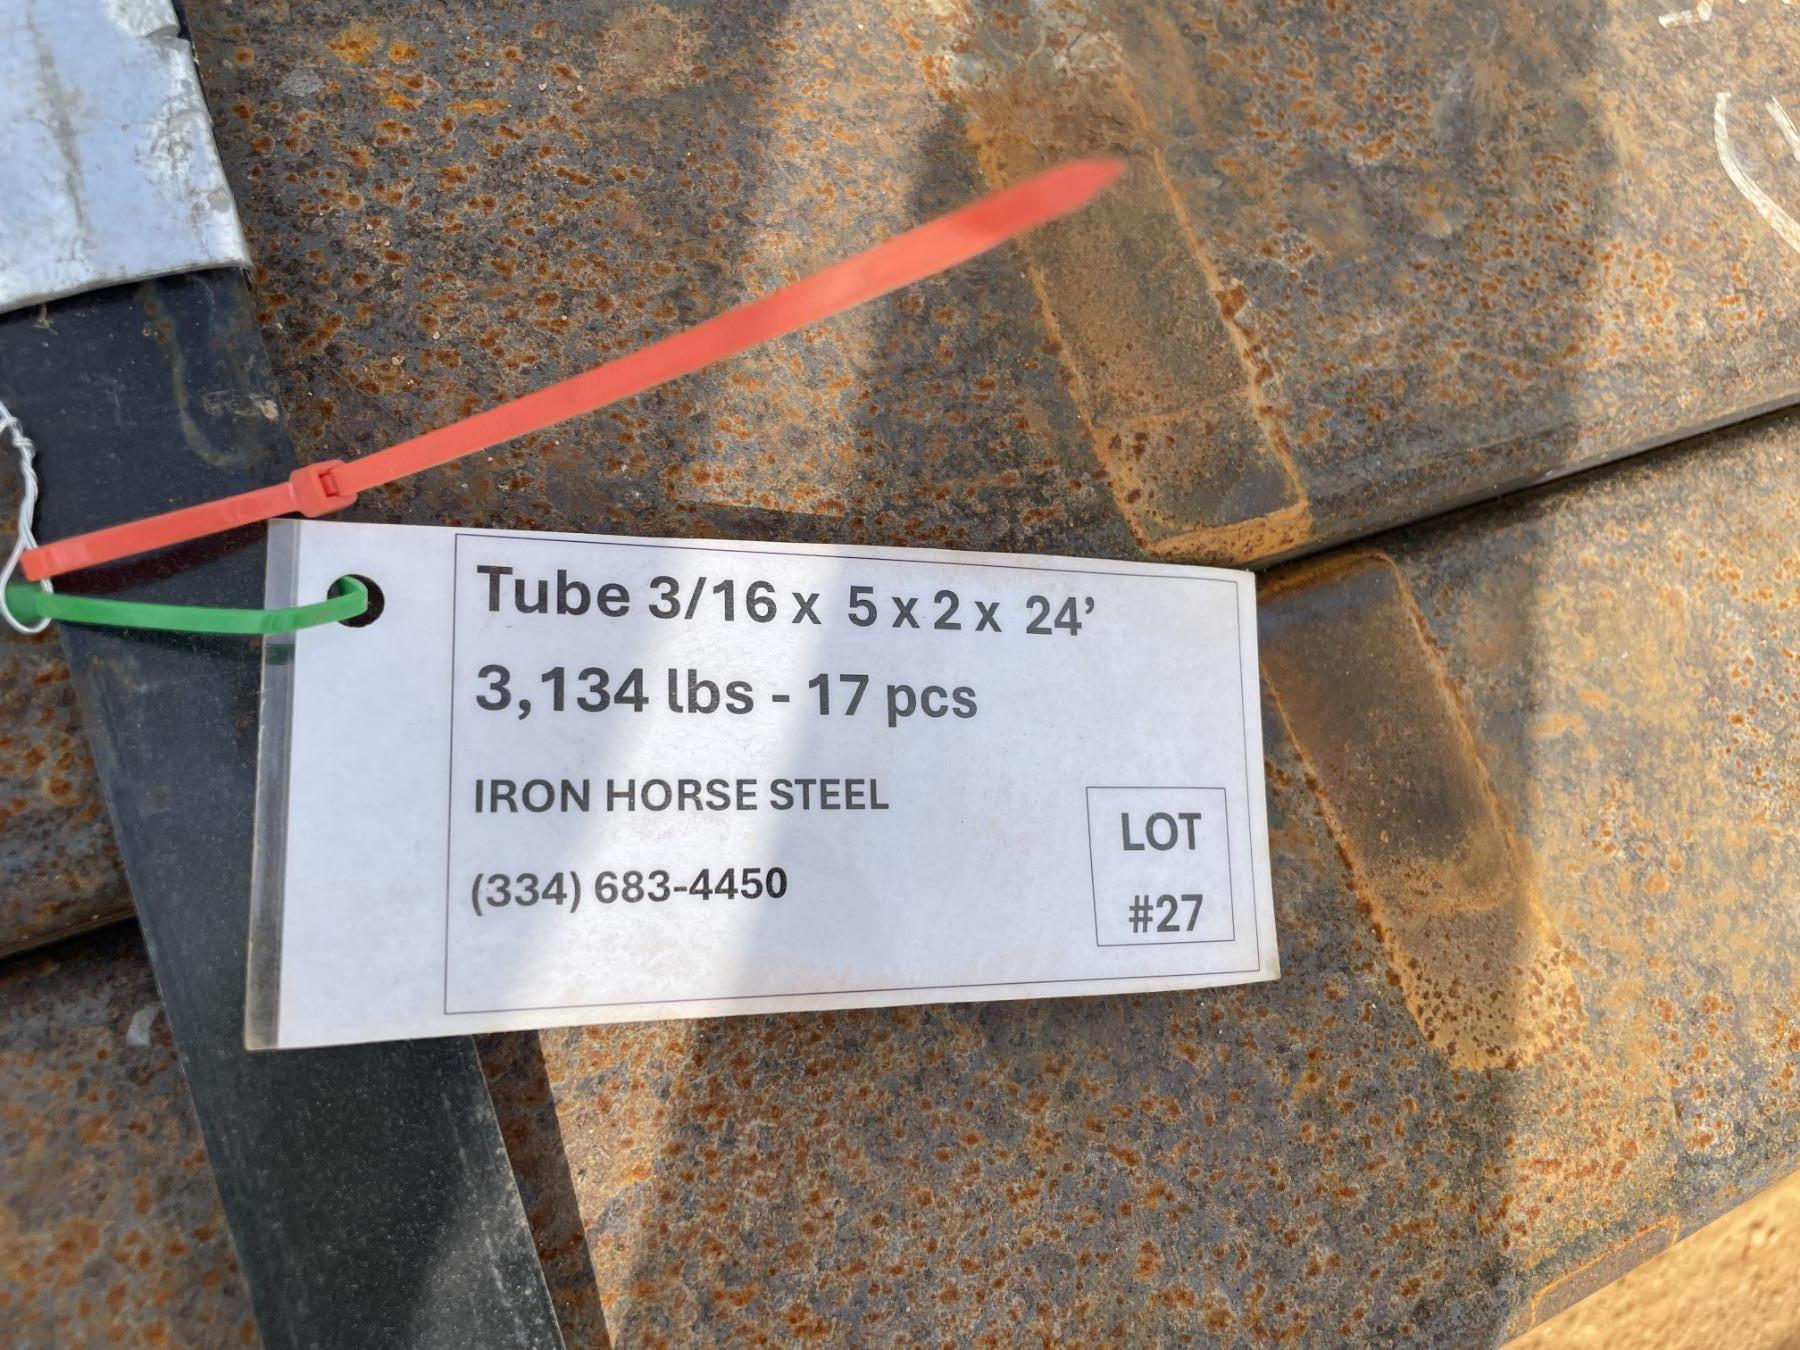 Tube 3/16 x 5 x 2 x 24’
3,134 lbs - 17 pcs
IRON HORSE STEEL
(334) 683-4450
LOT
#27